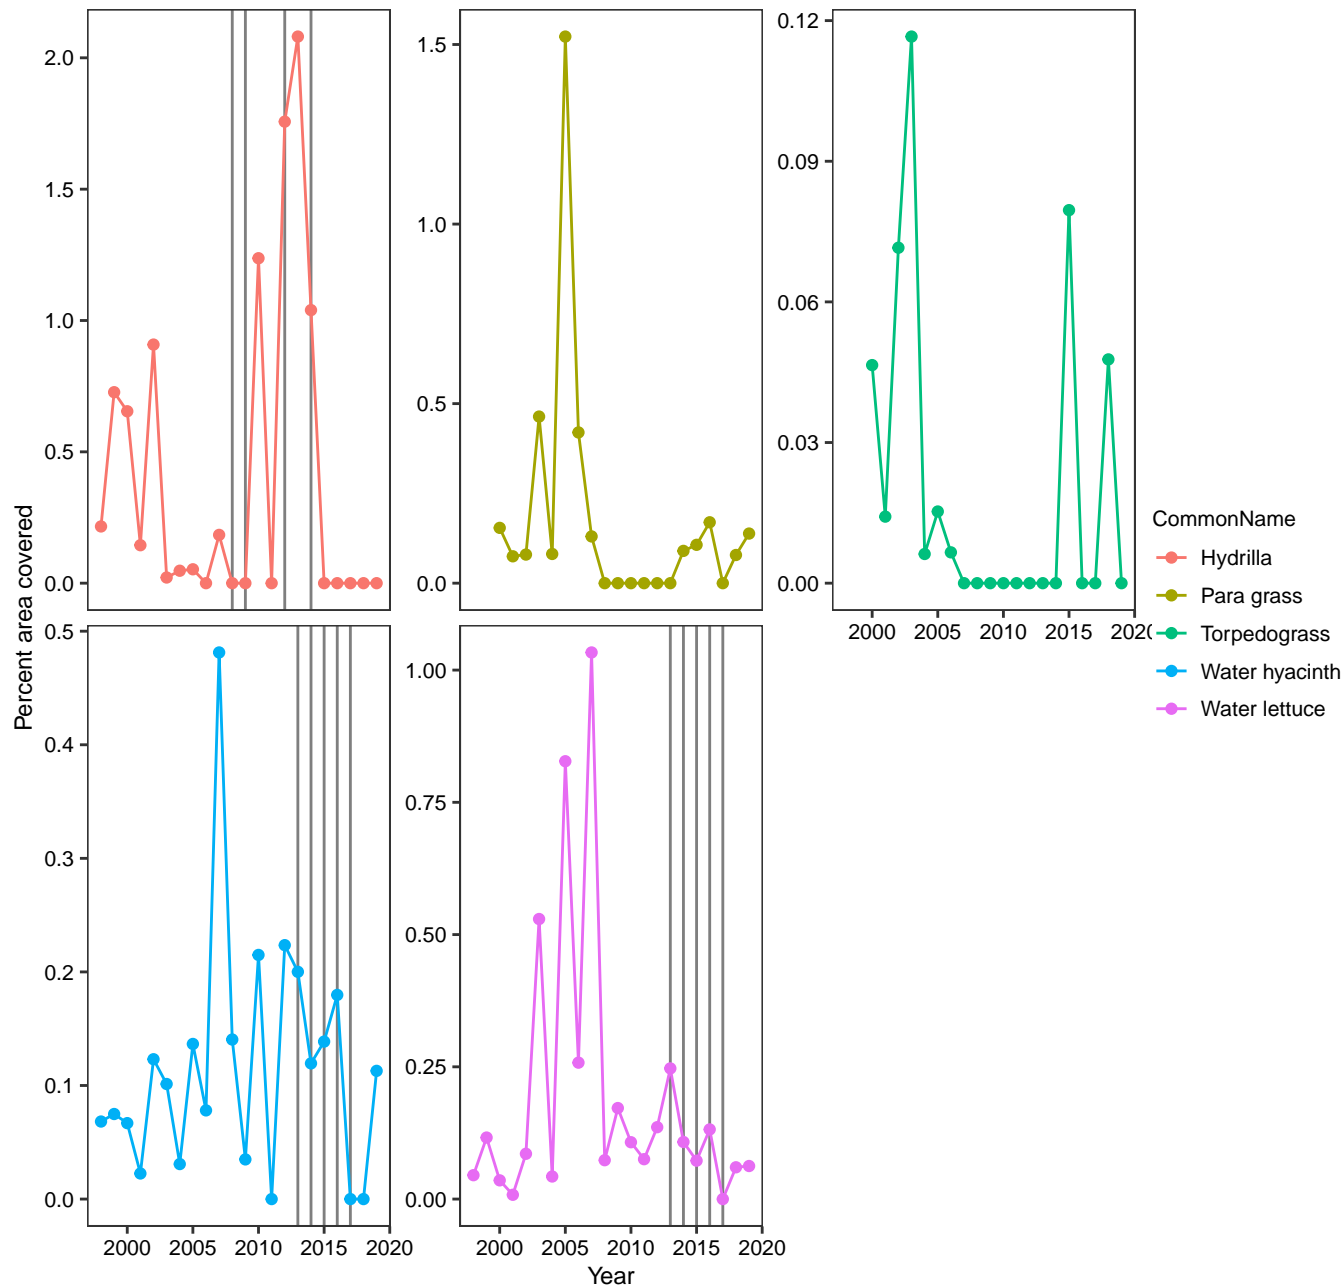 2.0
1.5
1.0
0.5
0.0
1.5
1.0
0.5
0.0
0.12
0.09
0.06
0.03
0.00
2000 2005 2010 2015 2020
Percent area covered
0.5
0.4
0.3
0.2
0.1
0.0
2000 2005 2010 2015 2020
1.00
0.75
0.50
0.25
0.00
2000 2005 2010 2015 2020
Year
CommonName
Hydrilla
Para grass
Torpedograss
Water hyacinth
Water lettuce